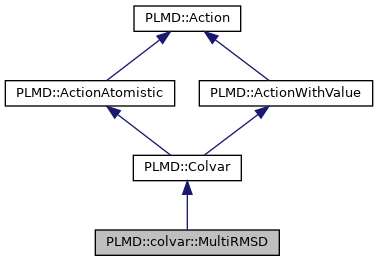 PLMD::Action
PLMD::ActionAtomistic
PLMD::ActionWithValue
PLMD::Colvar
PLMD::colvar::MultiRMSD